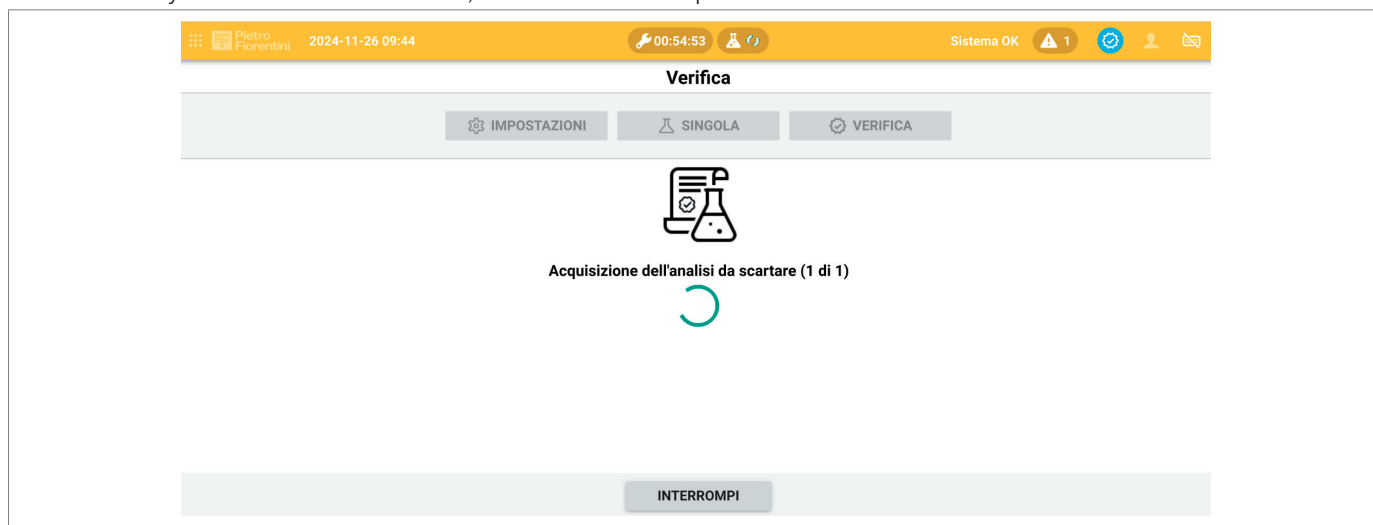 Pietro
Fiorentini
2024-11-26 09:44
00:54:53
Sistema OK
1
Verifica
IMPOSTAZIONI
SINGOLA
VERIFICA
Acquisizione dell'analisi da scartare (1 di 1)
INTERROMPI